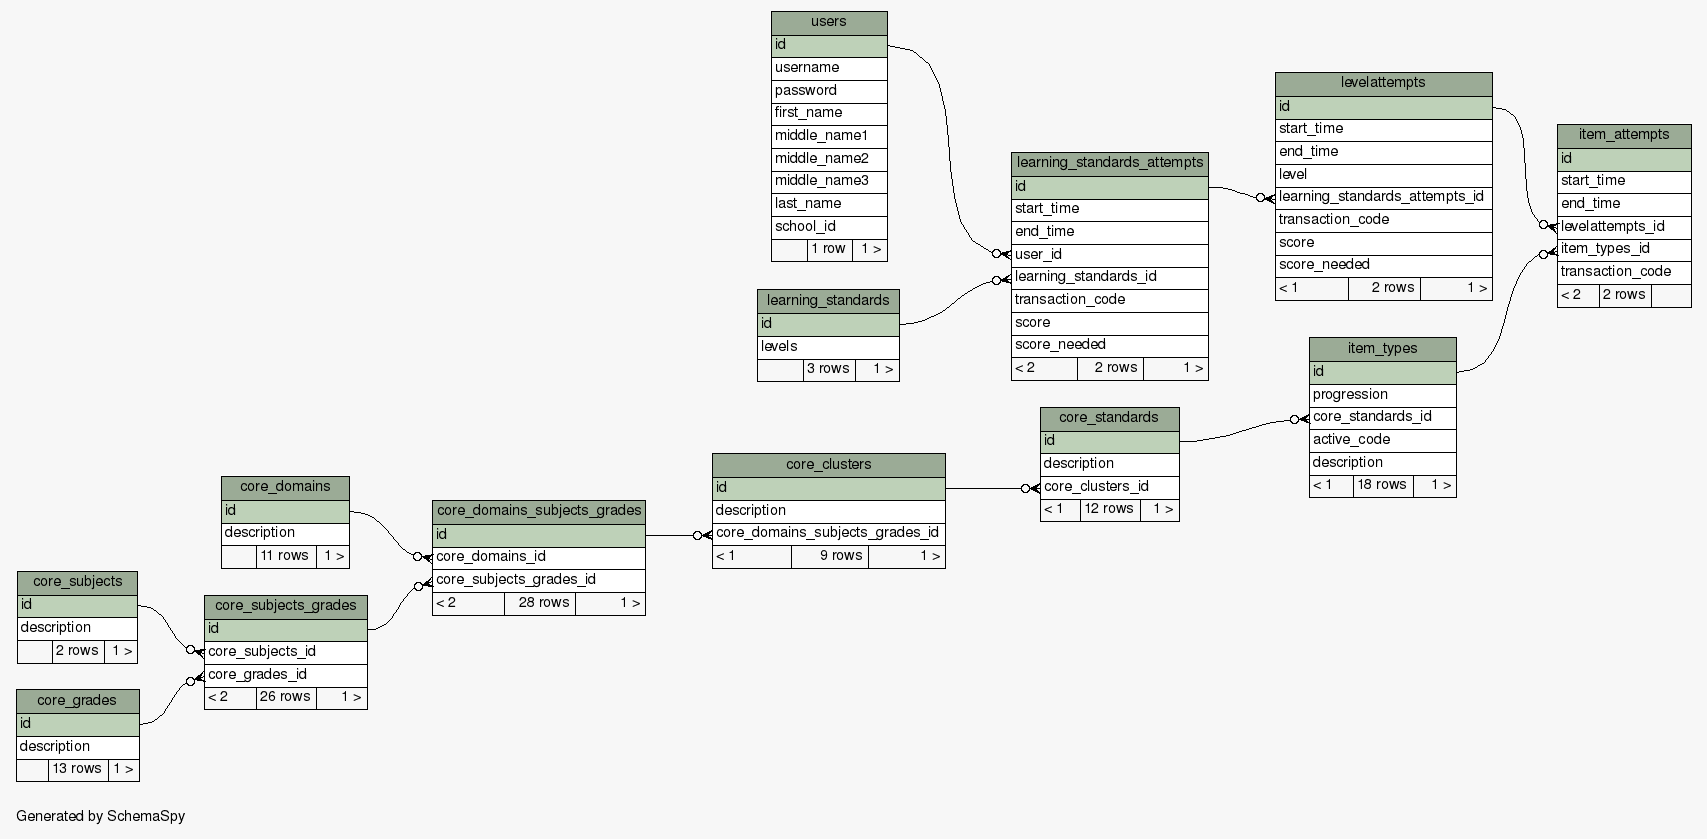 users
id
username
password
first_name
middle_name1
middle_name2
middle_name3
last_name
school_id
1 row 1 >
levelattempts
id
start_time
end_time
level
learning_standards_attempts_id
transaction_code
score
score_needed
< 1 2 rows 1 >
item_attempts
id
start_time
end_time
levelattempts_id
item_types_id
transaction_code
< 2 2 rows
learning_standards_attempts
id
start_time
end_time
user_id
learning_standards_id
transaction_code
score
score_needed
< 2 2 rows 1 >
learning_standards
id
levels
3 rows 1 >
item_types
id
progression
core_standards_id
active_code
description
< 1 18 rows 1 >
core_standards
id
description
core_clusters_id
< 1 12 rows 1 >
core_clusters
id
description
core_domains_subjects_grades_id
< 1 9 rows 1 >
core_domains
id
description
11 rows 1 >
core_domains_subjects_grades
id
core_domains_id
core_subjects_grades_id
< 2 28 rows 1 >
core_subjects
id
description
2 rows 1 >
core_subjects_grades
id
core_subjects_id
core_grades_id
< 2 26 rows 1 >
core_grades
id
description
13 rows 1 >
Generated by SchemaSpy